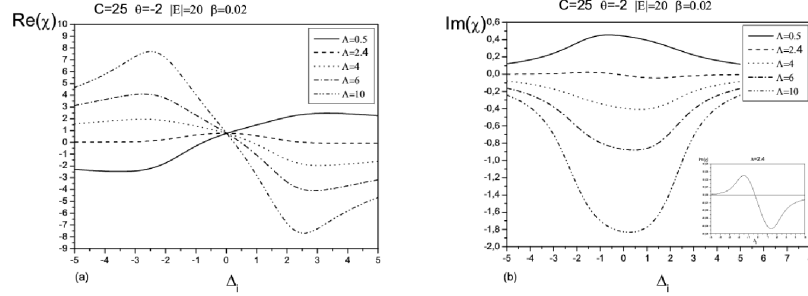 C=25 θ=-2 |E|=20 β=0.02
Re(χ)
10
9
8
7
6
5
4
3
2
1
0
-1
-2
-3
-4
-5
-6
-7
-8
-9
Λ=0.5
Λ=2.4
Λ=4
Λ=6
Λ=10
-5 -4 -3 -2 -1 0 1 2 3 4 5
(a)
Δi
C=25 θ=-2 |E|=20 β=0.02
Im(χ)
0,6
0,4
0,2
0,0
0,2
0,4
0,6
0,8
-1,0
-1,2
-1,4
-1,6
-1,8
2,0
Λ=0.5
Λ=2.4
Λ=4
Λ=6
Λ=10
Λ=2.4
-5 -4 -3 -2 -1 0 1 2 3 4 5 6 7 8
(b)
Δi